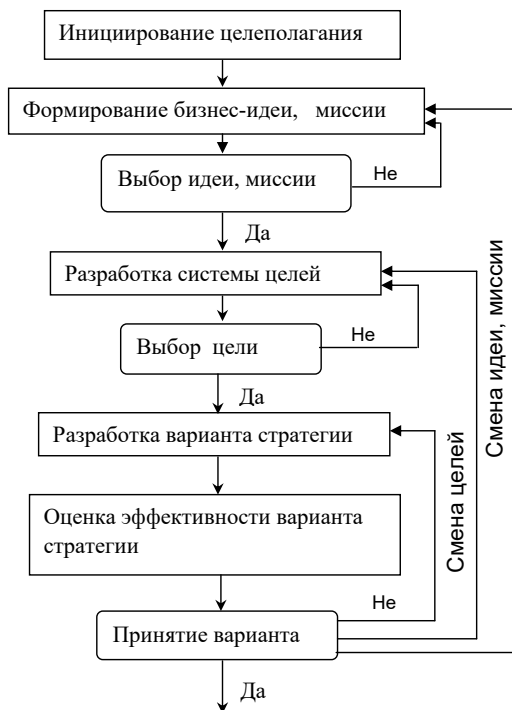 Инициирование целеполагания
Формирование бизнес-идеи, миссии
Выбор идеи, миссии
Не
Да
Разработка системы целей
Не
Выбор цели
Да
Разработка варианта стратегии
Оценка эффективности варианта
стратегии
Не
Принятие варианта
Да
Смена целей
Смена идеи, миссии